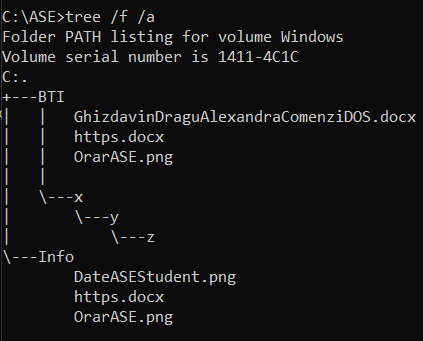 C:\ASE>tree /f /a
Folder PATH listing for volume Windows
Volume serial number is 1411-4C1C
C:.
+---BTI
|   |   GhizdavinDraguAlexandraComenziDOS.docx
|   |   https.docx
|   |   OrarASE.png
|   |
|   \---x
|       \---y
|           \---z
\---Info
        DateASEStudent.png
        https.docx
        OrarASE.png